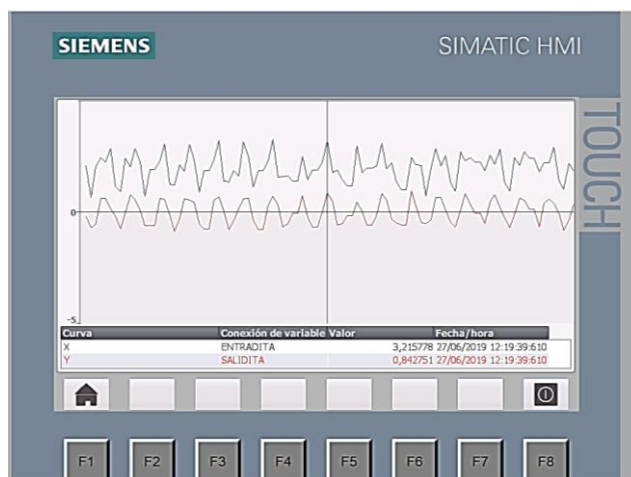 SIEMENS SIMATIC HMI
TOUCH
0
-5
Curva Conexión de variable Valor Fecha/hora
X ENTRADITA 3,215778 27/06/2019 12:19:39:610
Y SALIDITA 0,842751 27/06/2019 12:19:39:610
F1 F2 F3 F4 F5 F6 F7 F8